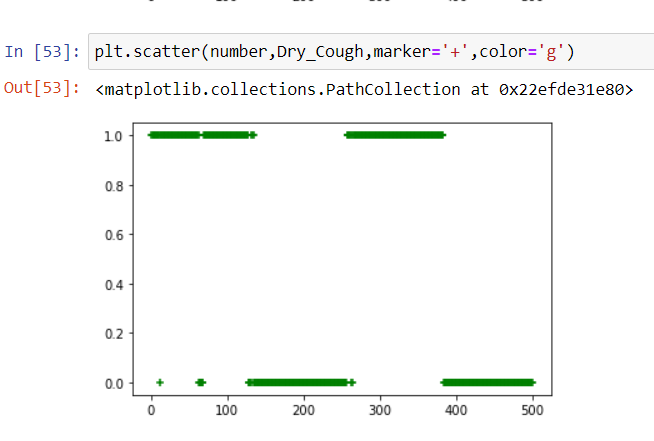 In [53]: plt.scatter(number,Dry_Cough,marker='+',color='g')
Out[53]: <matplotlib.collections.PathCollection at 0x22efde31e80>
1.0
0.8
0.6
0.4
0.2
0.0
0 100 200 300 400 500